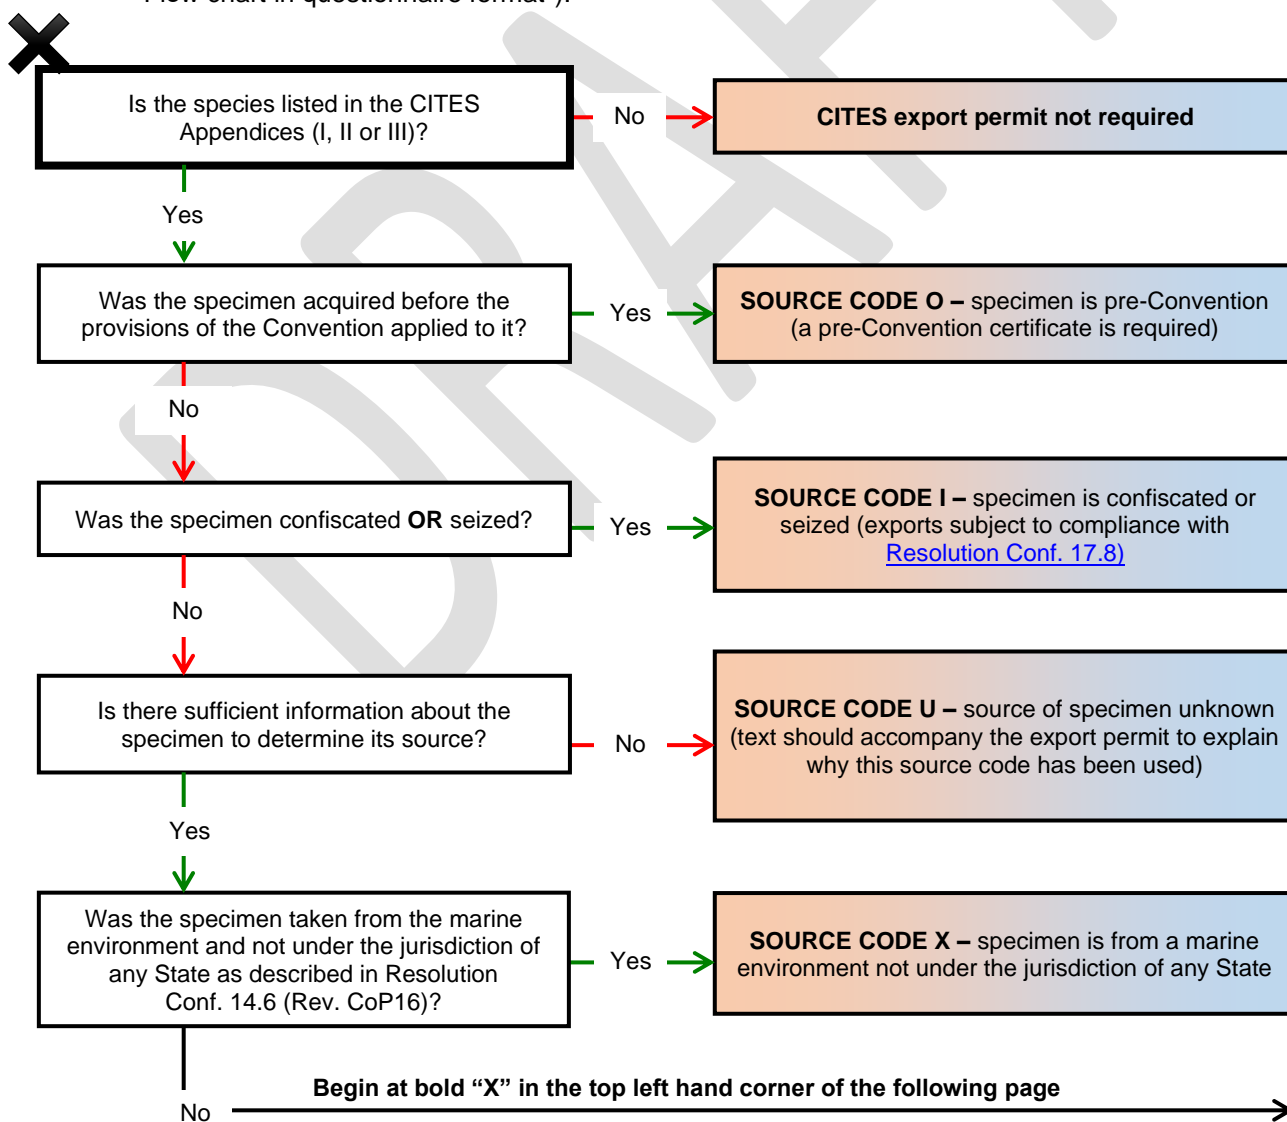 Flow chart in questionnaire format").
Is the species listed in the CITES
Appendices (I, II or III)?
No
CITES export permit not required
Yes
Was the specimen acquired before the
provisions of the Convention applied to it?
Yes
SOURCE CODE O – specimen is pre-Convention
(a pre-Convention certificate is required)
No
Was the specimen confiscated OR seized?
Yes
SOURCE CODE I – specimen is confiscated or
seized (exports subject to compliance with
Resolution Conf. 17.8)
No
Is there sufficient information about the
specimen to determine its source?
No
SOURCE CODE U – source of specimen unknown
(text should accompany the export permit to explain
why this source code has been used)
Yes
Was the specimen taken from the marine
environment and not under the jurisdiction of
any State as described in Resolution
Conf. 14.6 (Rev. CoP16)?
Yes
SOURCE CODE X – specimen is from a marine
environment not under the jurisdiction of any State
No
Begin at bold “X” in the top left hand corner of the following page
DRAFT